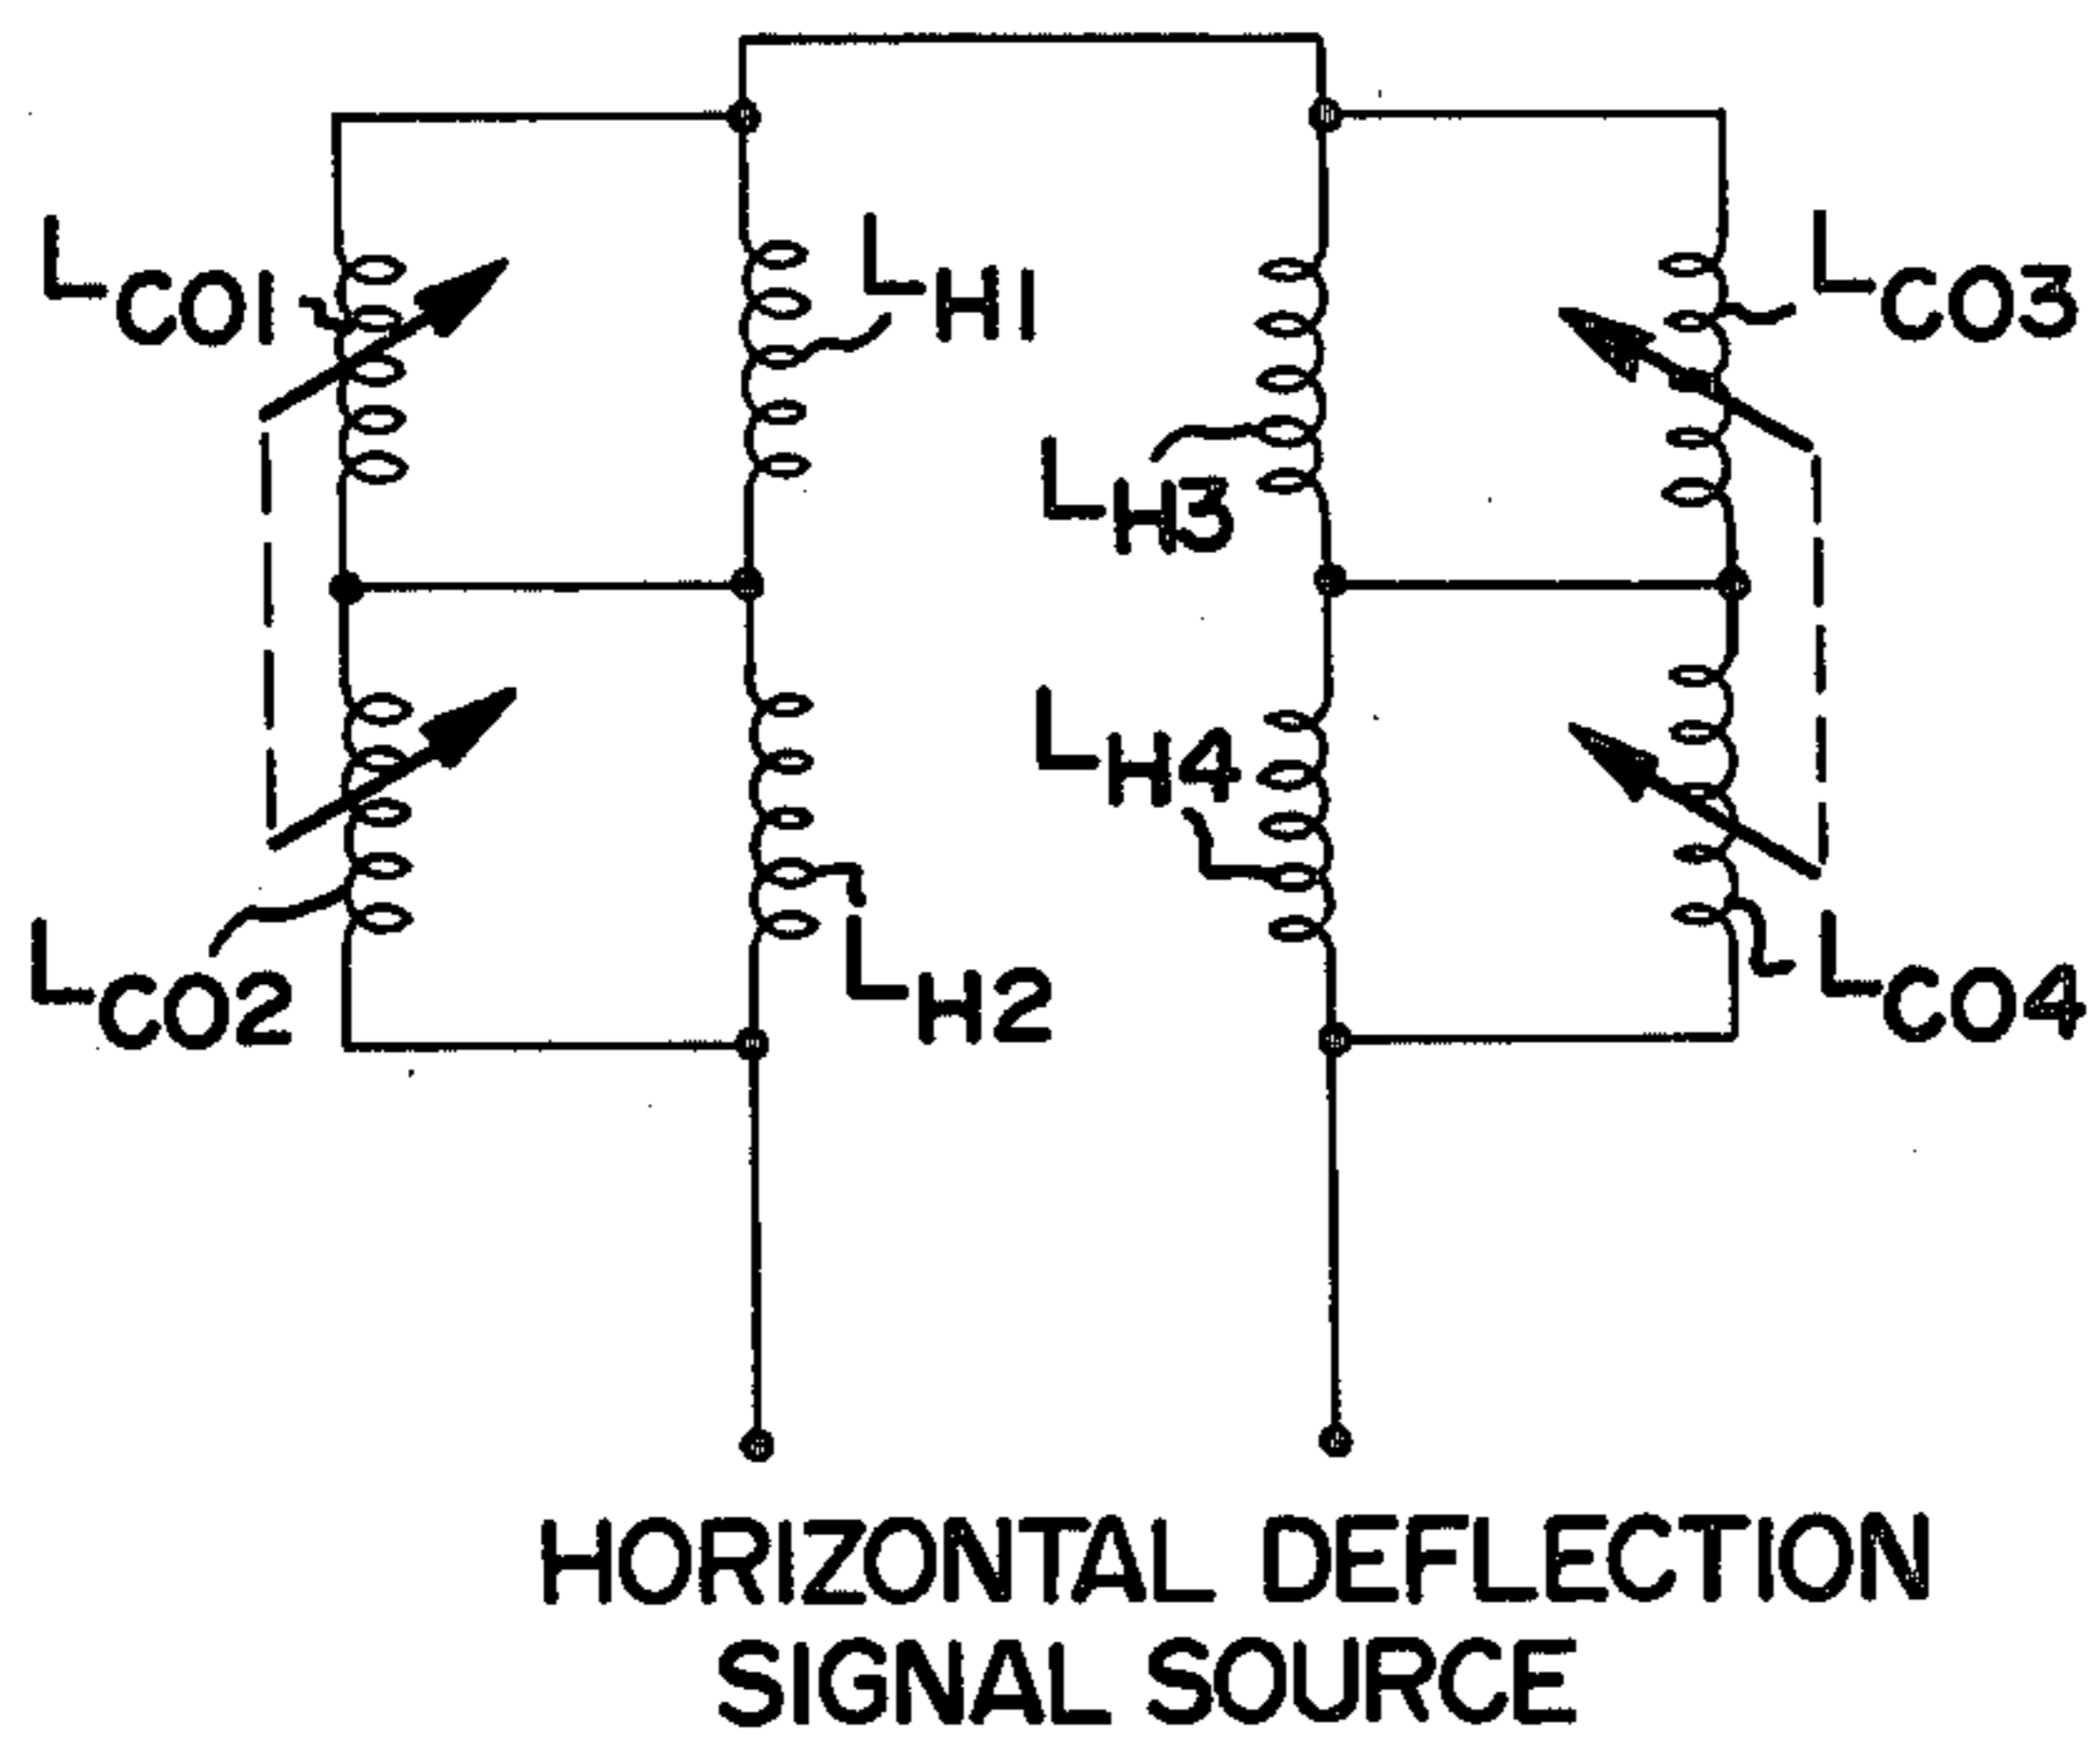 LCO1
LH1
LCO3
LH3
LH4
LCO2
LH2
LCO4
HORIZONTAL DEFLECTION
SIGNAL SOURCE